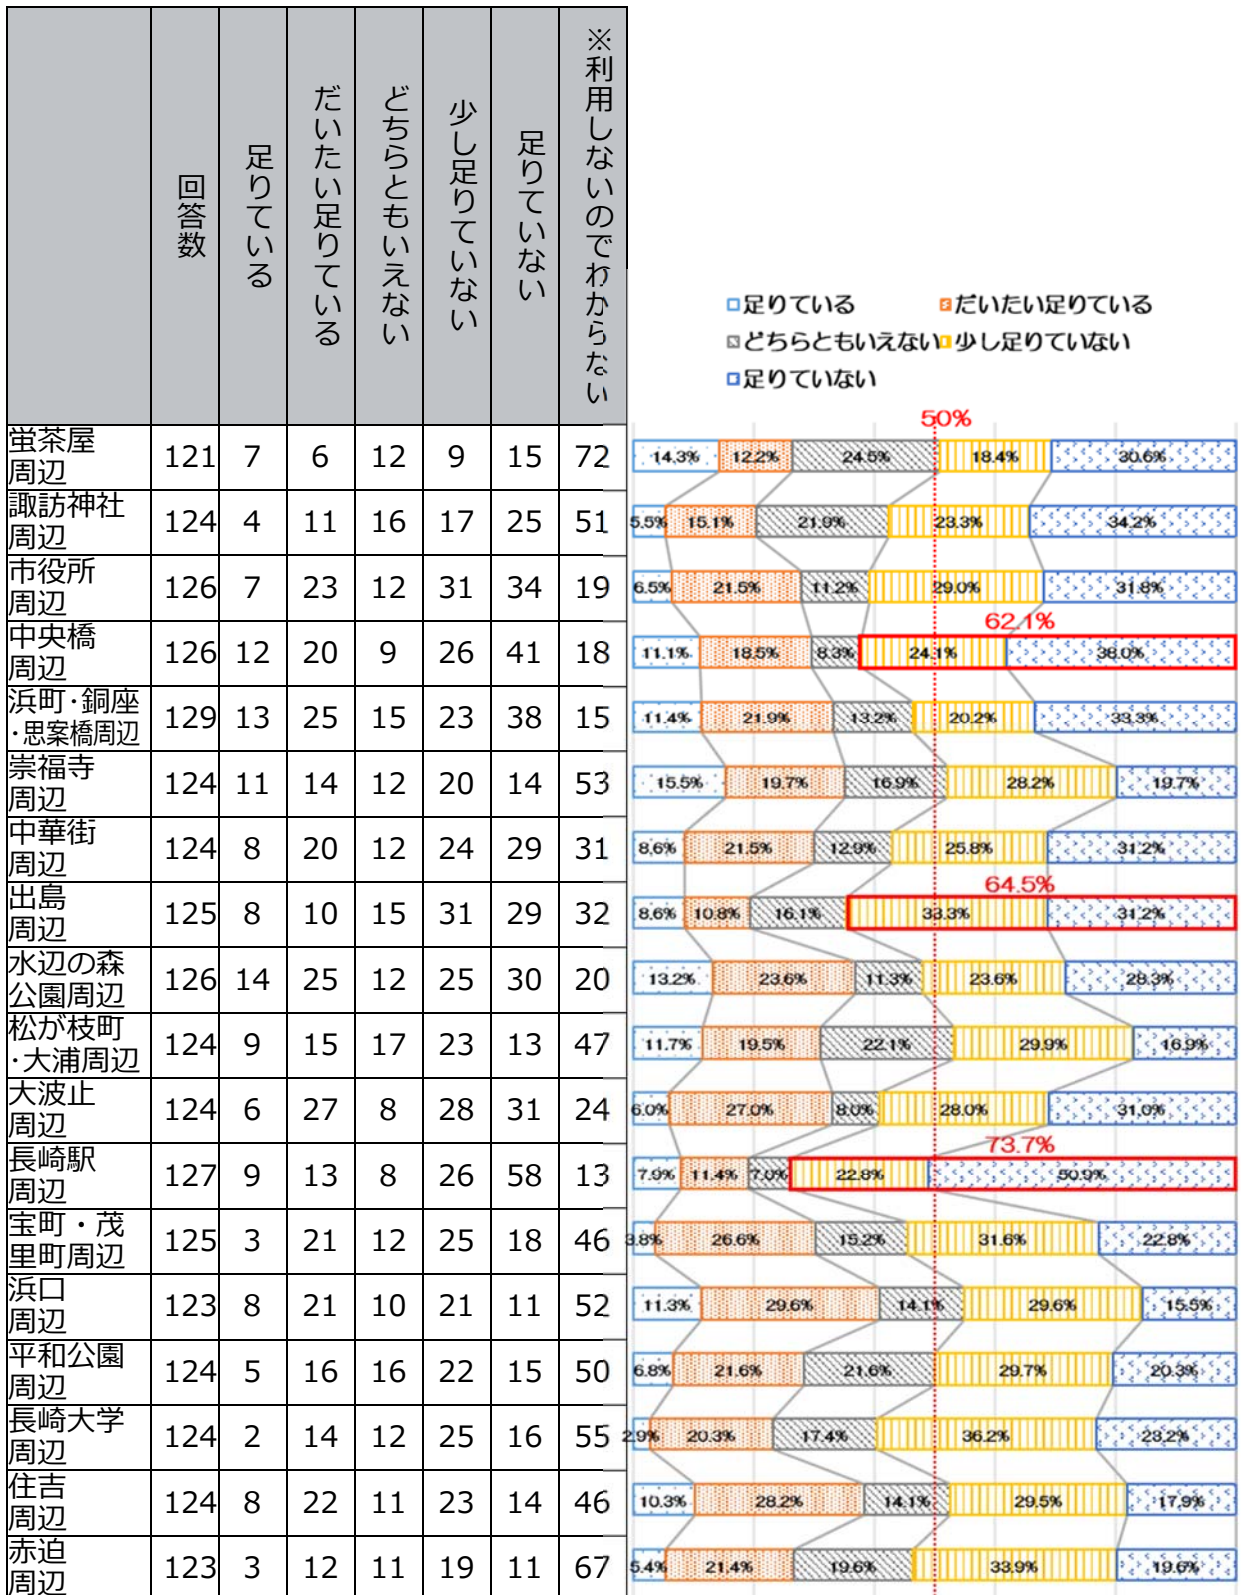 回答数
足りている
だいたい足りている
どちらともいえない
少し足りていない
足りていない
※利用しないのでわからない
足りている
だいたい足りている
どちらともいえない
少し足りていない
足りていない
50%
蛍茶屋
周辺
121 7 6 12 9 15 72
14.3% 12.2% 24.5% 18.4% 30.6%
諏訪神社
周辺
124 4 11 16 17 25 51
5.5% 15.1% 21.9% 23.3% 34.2%
市役所
周辺
126 7 23 12 31 34 19
6.5% 21.5% 11.2% 29.0% 31.8%
62.1%
中央橋
周辺
126 12 20 9 26 41 18
11.1% 18.5% 8.3% 24.1% 38.0%
浜町・銅座
・思案橋周辺
129 13 25 15 23 38 15
11.4% 21.9% 13.2% 20.2% 33.3%
崇福寺
周辺
124 11 14 12 20 14 53
15.5% 19.7% 16.9% 28.2% 19.7%
中華街
周辺
124 8 20 12 24 29 31
8.6% 21.5% 12.9% 25.8% 31.2%
64.5%
出島
周辺
125 8 10 15 31 29 32
8.6% 10.8% 16.1% 33.3% 31.2%
水辺の森
公園周辺
126 14 25 12 25 30 20
13.2% 23.6% 11.3% 23.6% 28.3%
松が枝町
・大浦周辺
124 9 15 17 23 13 47
11.7% 19.5% 22.1% 29.9% 16.9%
大波止
周辺
124 6 27 8 28 31 24
6.0% 27.0% 8.0% 28.0% 31.0%
73.7%
長崎駅
周辺
127 9 13 8 26 58 13
7.9% 11.4% 7.0% 22.8% 50.9%
宝町・茂
里町周辺
125 3 21 12 25 18 46
3.8% 26.6% 15.2% 31.6% 22.8%
浜口
周辺
123 8 21 10 21 11 52
11.3% 29.6% 14.1% 29.6% 15.5%
平和公園
周辺
124 5 16 16 22 15 50
6.8% 21.6% 21.6% 29.7% 20.3%
長崎大学
周辺
124 2 14 12 25 16 55
2.9% 20.3% 17.4% 36.2% 23.2%
住吉
周辺
124 8 22 11 23 14 46
10.3% 28.2% 14.1% 29.5% 17.9%
赤迫
周辺
123 3 12 11 19 11 67
5.4% 21.4% 19.6% 33.9% 19.6%